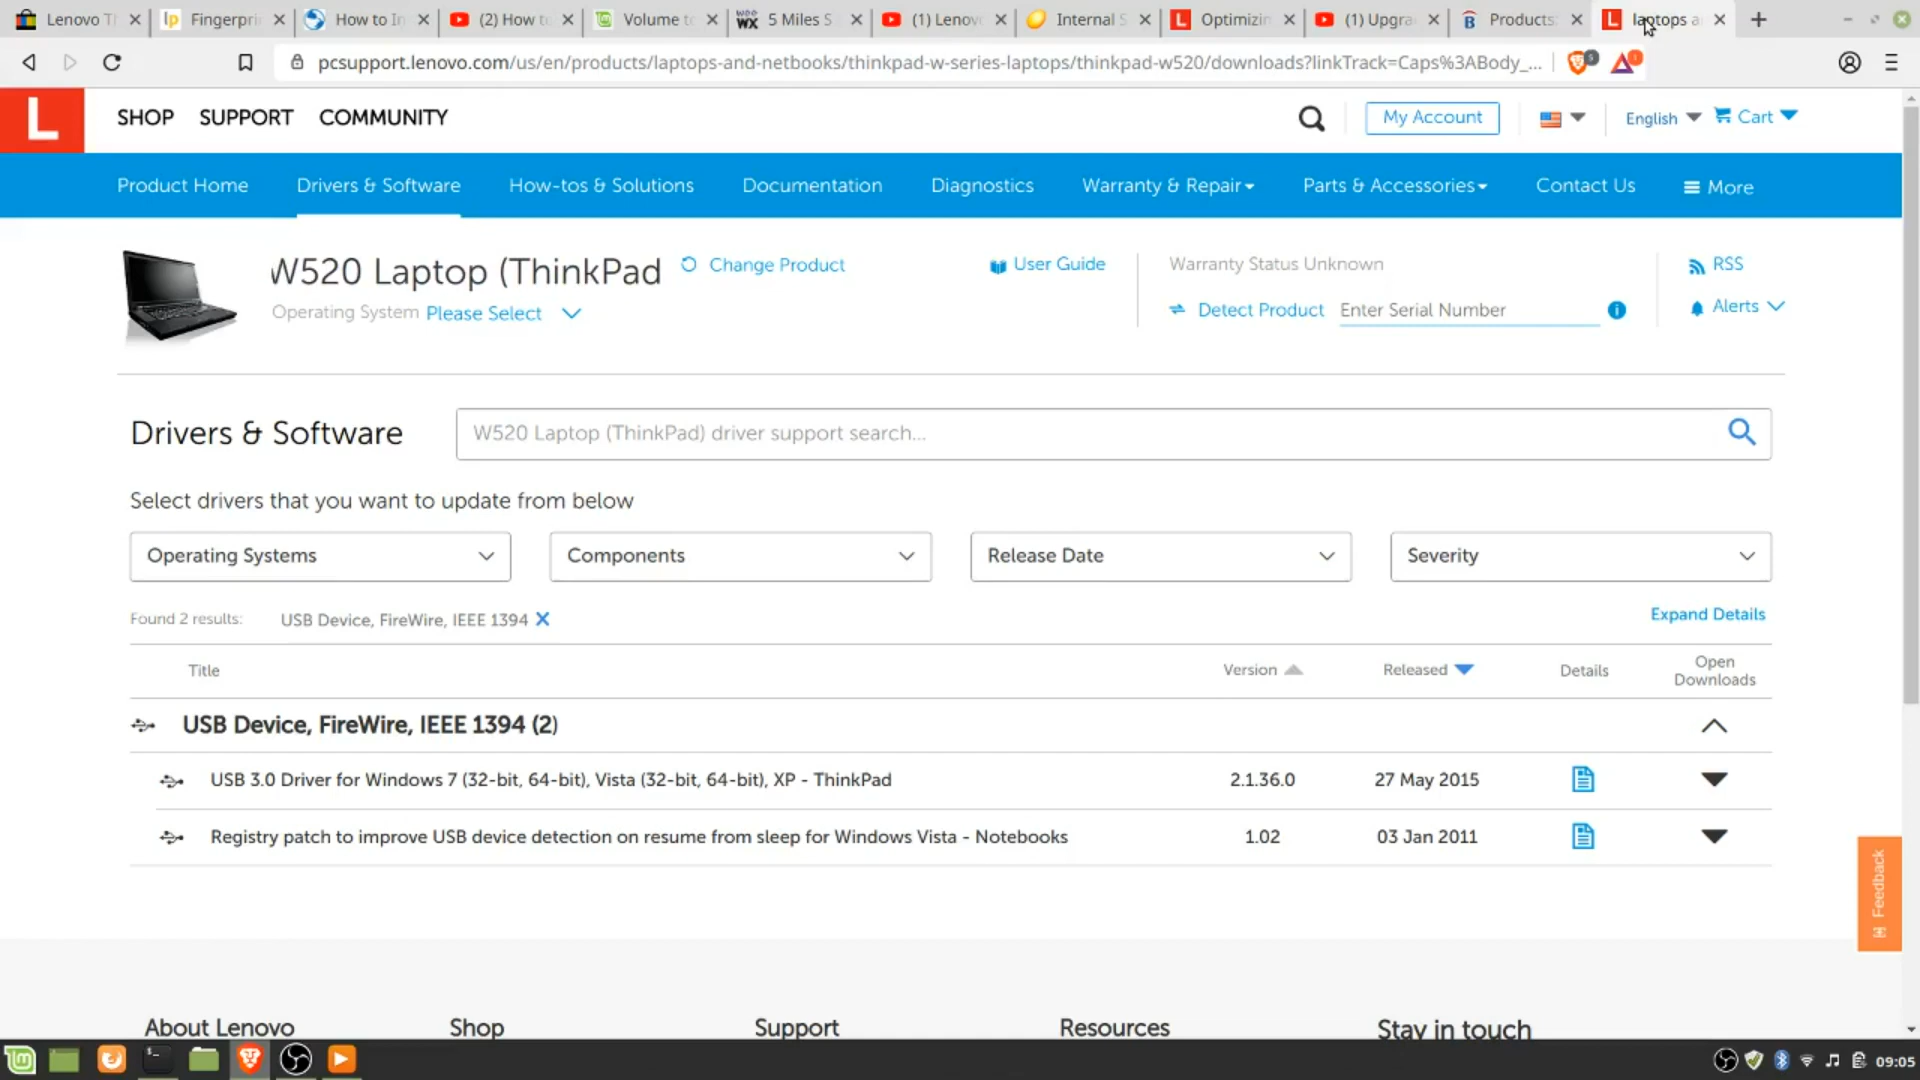 Lenovo T
Fingerpri
How to In
(2) How to
Volume to
5 Miles S
(1) Lenov
Internal S
Optimizin
(1) Upgra
Products:
laptops a
pcsupport.lenovo.com/us/en/products/laptops-and-netbooks/thinkpad-w-series-laptops/thinkpad-w520/downloads?linkTrack=Caps%3ABody_...
L SHOP SUPPORT COMMUNITY My Account English Cart
Product Home Drivers & Software How-tos & Solutions Documentation Diagnostics Warranty & Repair Parts & Accessories Contact Us More
W520 Laptop (ThinkPad Change Product User Guide Warranty Status Unknown RSS
Operating System Please Select Detect Product Enter Serial Number Alerts
Drivers & Software W520 Laptop (ThinkPad) driver support search...
Select drivers that you want to update from below
Operating Systems Components Release Date Severity
Found 2 results: USB Device, FireWire, IEEE 1394 Expand Details
Title Version Released Details Open Downloads
USB Device, FireWire, IEEE 1394 (2)
USB 3.0 Driver for Windows 7 (32-bit, 64-bit), Vista (32-bit, 64-bit), XP - ThinkPad 2.1.36.0 27 May 2015
Registry patch to improve USB device detection on resume from sleep for Windows Vista - Notebooks 1.02 03 Jan 2011
Feedback
About Lenovo Shop Support Resources Stay in touch
09:05